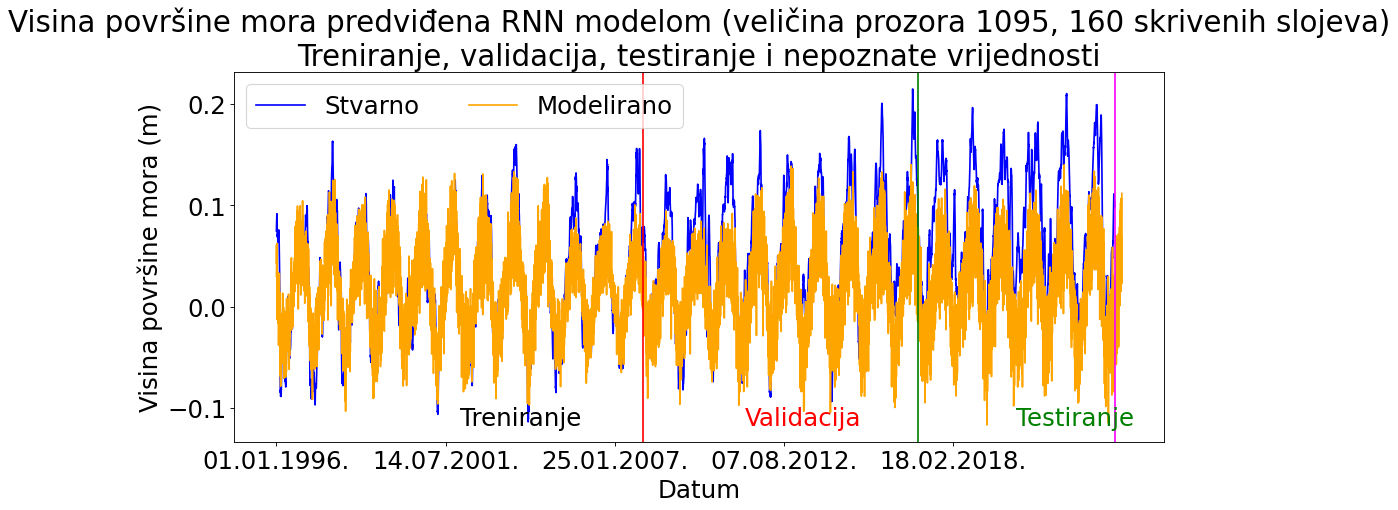 Visina površine mora predviđena RNN modelom (veličina prozora 1095, 160 skrivenih slojeva)
Treniranje, validacija, testiranje i nepoznate vrijednosti
Stvarno Modelirano
Visina površine mora (m)
0.2
0.1
0.0
−0.1
Treniranje Validacija Testiranje
01.01.1996. 14.07.2001. 25.01.2007. 07.08.2012. 18.02.2018.
Datum